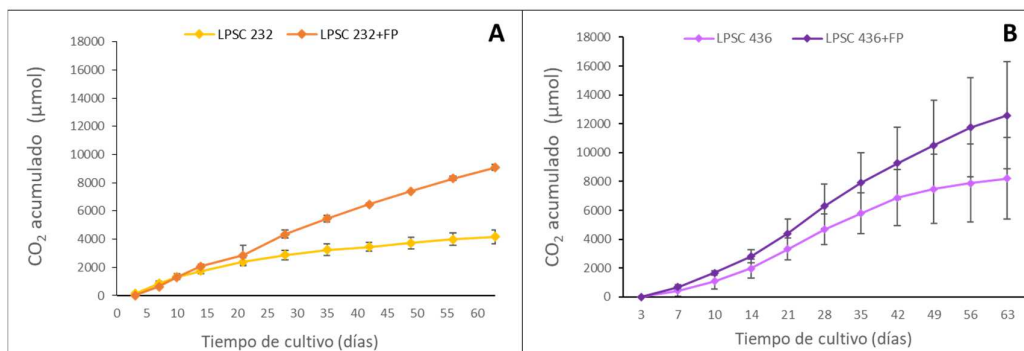 LPSC 232 LPSC 232+FP A
18000
16000
14000
12000
10000
8000
6000
4000
2000
0
CO₂ acumulado (µmol)
0 5 10 15 20 25 30 35 40 45 50 55 60
Tiempo de cultivo (días)
LPSC 436 LPSC 436+FP B
18000
16000
14000
12000
10000
8000
6000
4000
2000
0
CO₂ acumulado (µmol)
3 7 10 14 21 28 35 42 49 56 63
Tiempo de cultivo (días)